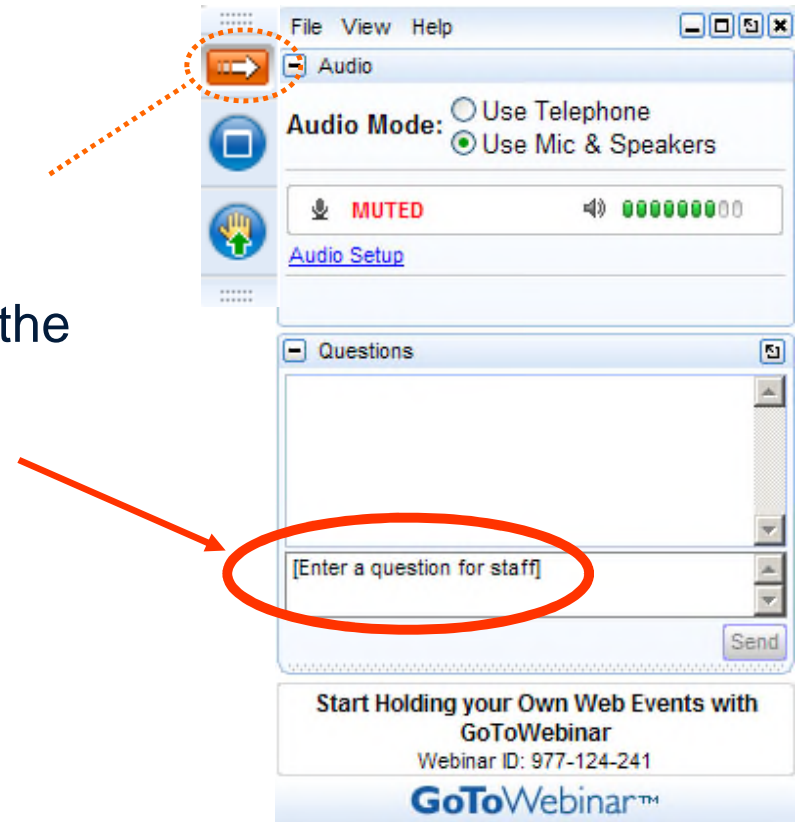 File View Help
Audio
Audio Mode: Use Telephone
Use Mic & Speakers
MUTED
Audio Setup
the
Questions
[Enter a question for staff]
Send
Start Holding your Own Web Events with
GoToWebinar
Webinar ID: 977-124-241
GoToWebinar™